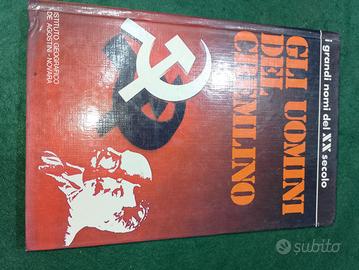 i grandi nomi del XX secolo
GLI UOMINI
DEL
CREMLINO
ISTITUTO GEOGRAFICO
DE AGOSTINI - NOVARA
subito